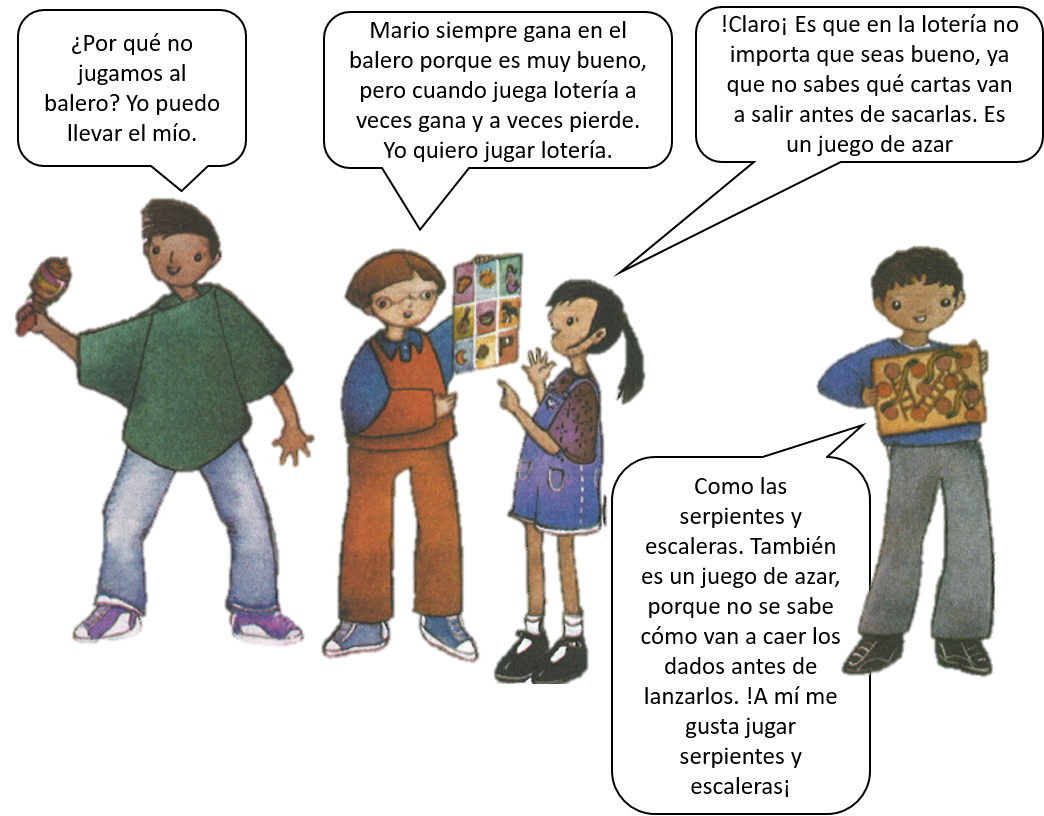 ¿Por qué no
jugamos al
balero? Yo puedo
llevar el mío.
Mario siempre gana en el
balero porque es muy bueno,
pero cuando juega lotería a
veces gana y a veces pierde.
Yo quiero jugar lotería.
!Claro¡ Es que en la lotería no
importa que seas bueno, ya
que no sabes qué cartas van
a salir antes de sacarlas. Es
un juego de azar
Como las
serpientes y
escaleras. También
es un juego de azar,
porque no se sabe
cómo van a caer los
dados antes de
lanzarlos. !A mí me
gusta jugar
serpientes y
escaleras¡